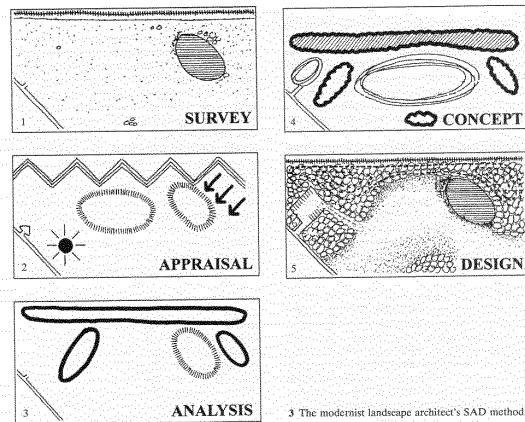 1 SURVEY
2 APPRAISAL
3 ANALYSIS
4 CONCEPT
5 DESIGN
3 The modernist landscape architect's SAD method